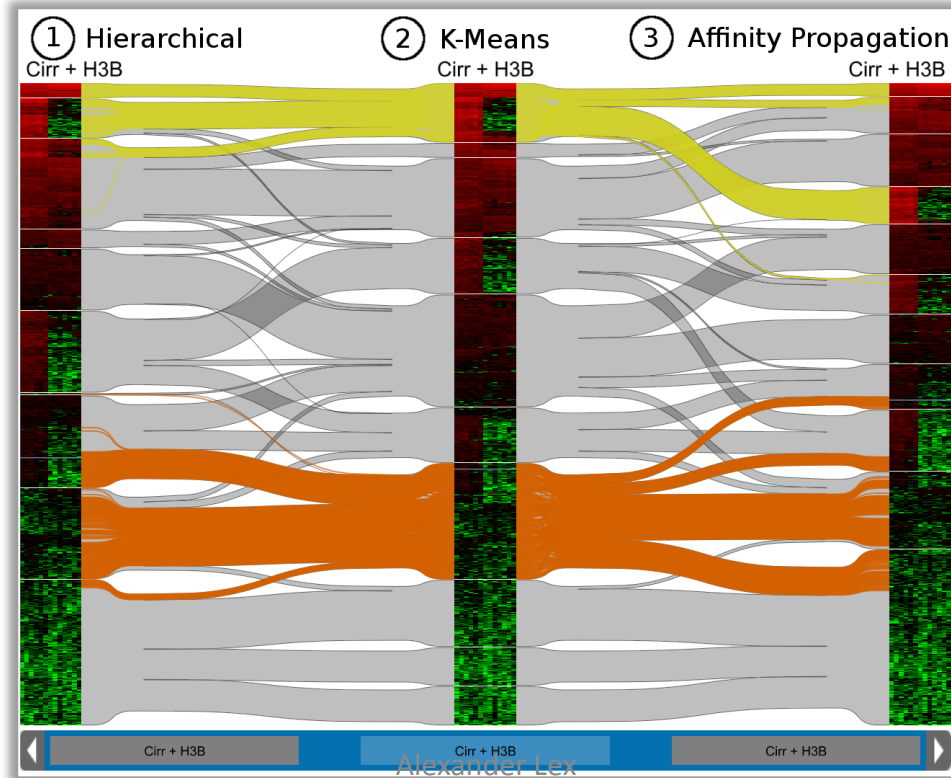 1 Hierarchical
2 K-Means
3 Affinity Propagation
Cirr + H3B
Cirr + H3B
Cirr + H3B
Cirr + H3B
Cirr + H3B
Cirr + H3B
Alexander Lex